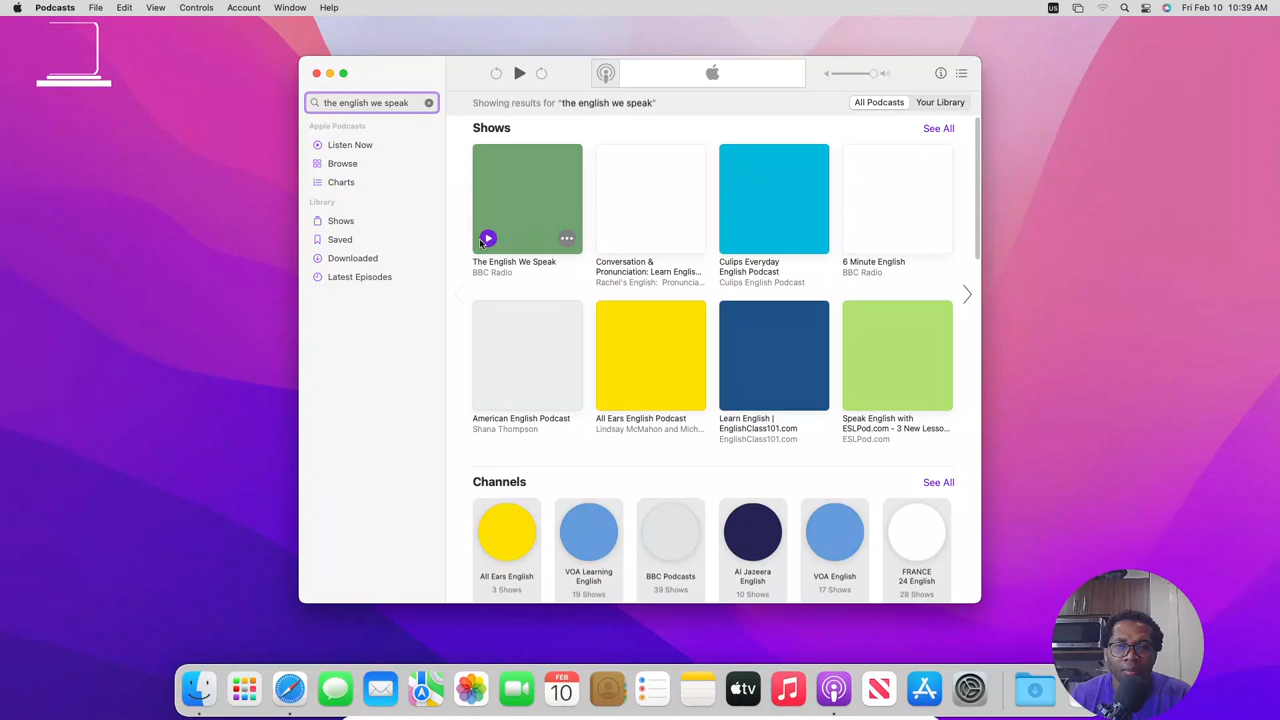 Podcasts File Edit View Controls Account Window Help US Fri Feb 10 10:39 AM
the english we speak
Showing results for "the english we speak" All Podcasts Your Library
Apple Podcasts
Listen Now
Browse
Charts
Library
Shows
Saved
Downloaded
Latest Episodes
Shows See All
The English We Speak
BBC Radio
Conversation &
Pronunciation: Learn Englis...
Rachel's English: Pronuncia...
Culips Everyday
English Podcast
Culips English Podcast
6 Minute English
BBC Radio
American English Podcast
Shana Thompson
All Ears English Podcast
Lindsay McMahon and Mich...
Learn English |
EnglishClass101.com
EnglishClass101.com
Speak English with
ESLPod.com - 3 New Lesso...
ESLPod.com
Channels See All
All Ears English
3 Shows
VOA Learning
English
19 Shows
BBC Podcasts
39 Shows
Al Jazeera
English
10 Shows
VOA English
17 Shows
FRANCE
24 English
28 Shows
FEB
10
tv